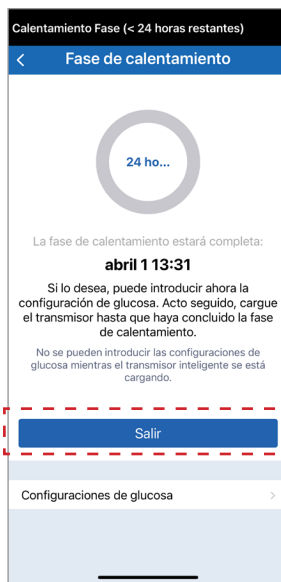 Calentamiento Fase (< 24 horas restantes)
Fase de calentamiento
24 ho...
La fase de calentamiento estará completa:
abril 1 13:31
Si lo desea, puede introducir ahora la
configuración de glucosa. Acto seguido, cargue
el transmisor hasta que haya concluido la fase
de calentamiento.
No se pueden introducir las configuraciones de
glucosa mientras el transmisor inteligente se está
cargando.
Salir
Configuraciones de glucosa